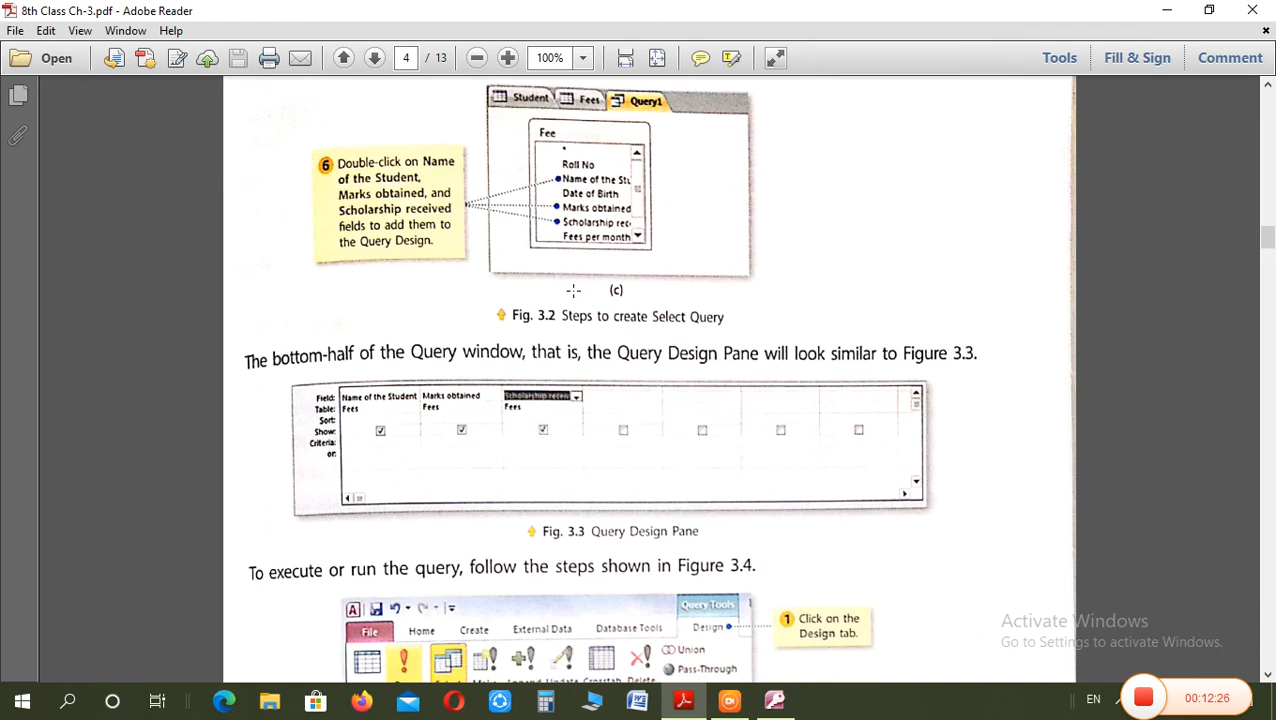 8th Class Ch-3.pdf - Adobe Reader
File Edit View Window Help
Open 4 / 13 100% Tools Fill & Sign Comment
Student Fees Query1
Fee
*
Roll No
Name of the Stu
Date of Birth
Marks obtained
Scholarship rec
Fees per month
6 Double-click on Name
of the Student,
Marks obtained, and
Scholarship received
fields to add them to
the Query Design.
(c)
Fig. 3.2 Steps to create Select Query
The bottom-half of the Query window, that is, the Query Design Pane will look similar to Figure 3.3.
Field: Name of the Student Marks obtained Scholarship receiv
Table: Fees Fees Fees
Sort:
Show:
Criteria:
or:
Fig. 3.3 Query Design Pane
To execute or run the query, follow the steps shown in Figure 3.4.
Query Tools
File Home Create External Data Database Tools Design
1 Click on the
Design tab.
Union
Pass-Through
Activate Windows
Go to Settings to activate Windows.
EN 00:12:26